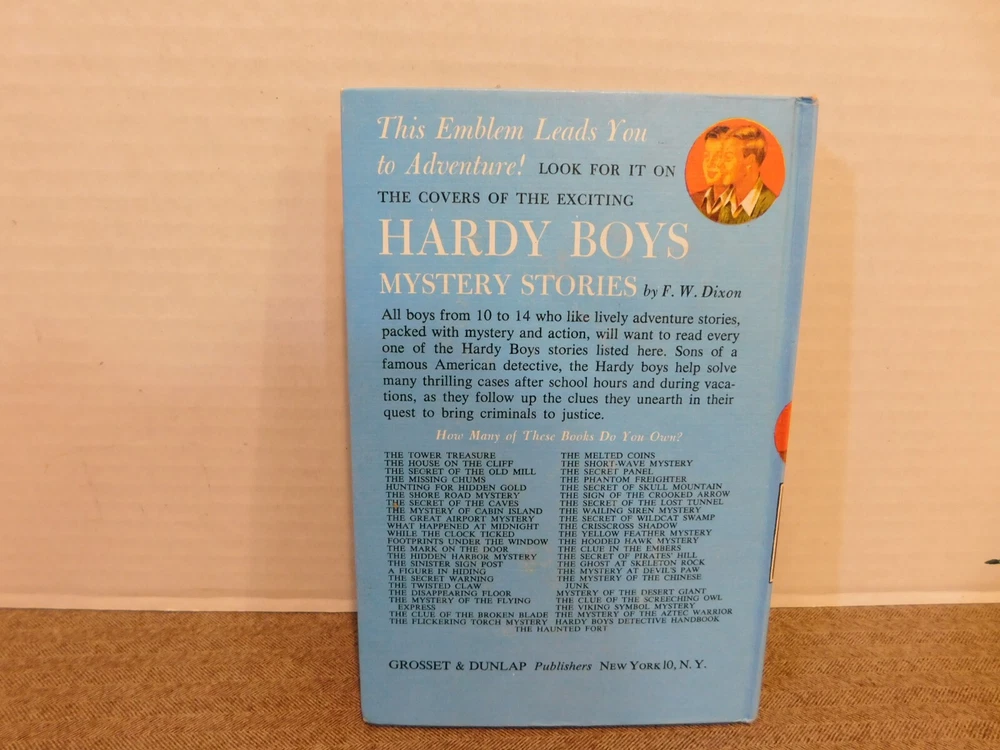 This Emblem Leads You
to Adventure! LOOK FOR IT ON
THE COVERS OF THE EXCITING
HARDY BOYS
MYSTERY STORIES by F. W. Dixon
All boys from 10 to 14 who like lively adventure stories,
packed with mystery and action, will want to read every
one of the Hardy Boys stories listed here. Sons of a
famous American detective, the Hardy boys help solve
many thrilling cases after school hours and during vaca-
tions, as they follow up the clues they unearth in their
quest to bring criminals to justice.
How Many of These Books Do You Own?
THE TOWER TREASURE
THE HOUSE ON THE CLIFF
THE SECRET OF THE OLD MILL
THE MISSING CHUMS
HUNTING FOR HIDDEN GOLD
THE SHORE ROAD MYSTERY
THE SECRET OF THE CAVES
THE MYSTERY OF CABIN ISLAND
THE GREAT AIRPORT MYSTERY
WHAT HAPPENED AT MIDNIGHT
WHILE THE CLOCK TICKED
FOOTPRINTS UNDER THE WINDOW
THE MARK ON THE DOOR
THE HIDDEN HARBOR MYSTERY
THE SINISTER SIGN POST
A FIGURE IN HIDING
THE SECRET WARNING
THE TWISTED CLAW
THE DISAPPEARING FLOOR
THE MYSTERY OF THE FLYING
EXPRESS
THE CLUE OF THE BROKEN BLADE
THE FLICKERING TORCH MYSTERY
THE MELTED COINS
THE SHORT-WAVE MYSTERY
THE SECRET PANEL
THE PHANTOM FREIGHTER
THE SECRET OF SKULL MOUNTAIN
THE SIGN OF THE CROOKED ARROW
THE SECRET OF THE LOST TUNNEL
THE WAILING SIREN MYSTERY
THE SECRET OF WILDCAT SWAMP
THE CRISSCROSS SHADOW
THE YELLOW FEATHER MYSTERY
THE HOODED HAWK MYSTERY
THE CLUE IN THE EMBERS
THE SECRET OF PIRATES' HILL
THE GHOST AT SKELETON ROCK
THE MYSTERY AT DEVIL'S PAW
THE MYSTERY OF THE CHINESE
JUNK
MYSTERY OF THE DESERT GIANT
THE CLUE OF THE SCREECHING OWL
THE VIKING SYMBOL MYSTERY
THE MYSTERY OF THE AZTEC WARRIOR
HARDY BOYS DETECTIVE HANDBOOK
THE HAUNTED FORT
GROSSET & DUNLAP Publishers NEW YORK 10, N. Y.